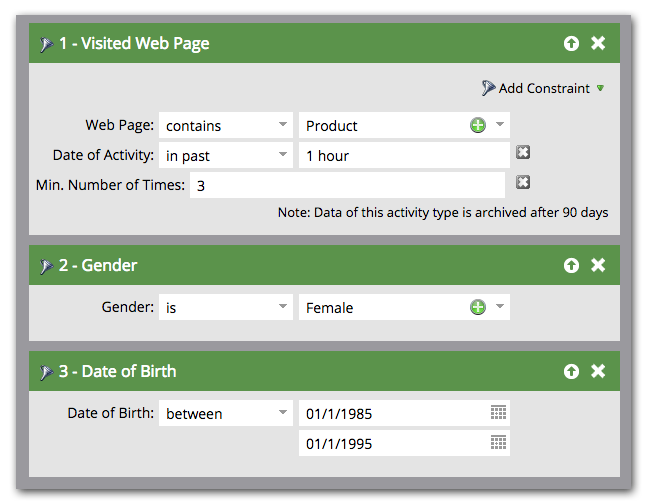 1 - Visited Web Page
Add Constraint
Web Page: contains Product
Date of Activity: in past 1 hour
Min. Number of Times: 3
Note: Data of this activity type is archived after 90 days
2 - Gender
Gender: is Female
3 - Date of Birth
Date of Birth: between 01/1/1985
01/1/1995